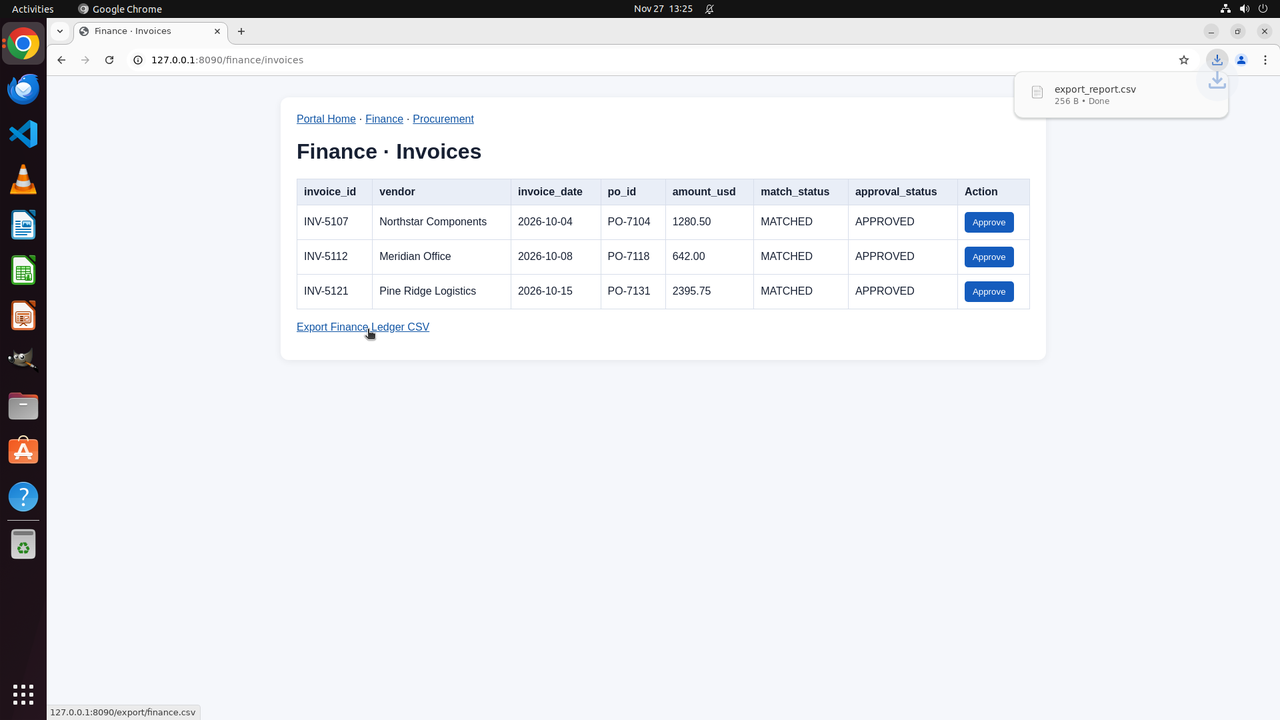 Activities
Google Chrome
Nov 27 13:25
Finance · Invoices
127.0.0.1:8090/finance/invoices
export_report.csv
256 B • Done
Portal Home · Finance · Procurement
Finance · Invoices
invoice_id vendor invoice_date po_id amount_usd match_status approval_status Action
INV-5107 Northstar Components 2026-10-04 PO-7104 1280.50 MATCHED APPROVED Approve
INV-5112 Meridian Office 2026-10-08 PO-7118 642.00 MATCHED APPROVED Approve
INV-5121 Pine Ridge Logistics 2026-10-15 PO-7131 2395.75 MATCHED APPROVED Approve
Export Finance Ledger CSV
127.0.0.1:8090/export/finance.csv